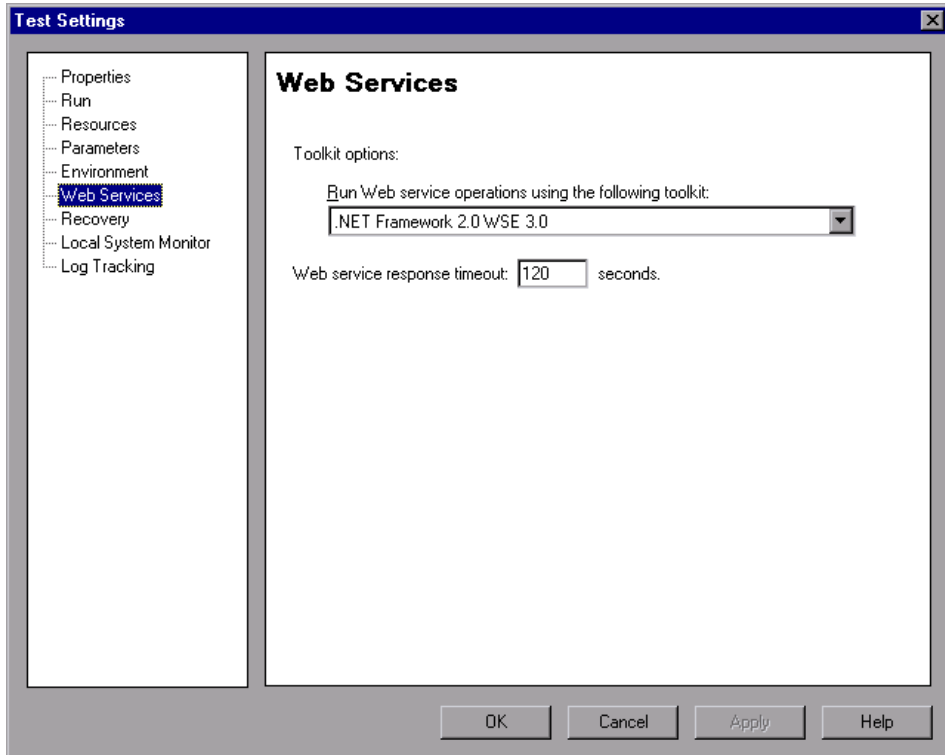 Test Settings
Properties
Run
Resources
Parameters
Environment
Web Services
Recovery
Local System Monitor
Log Tracking
Web Services
Toolkit options:
Run Web service operations using the following toolkit:
.NET Framework 2.0 WSE 3.0
Web service response timeout: 120 seconds.
OK Cancel Apply Help